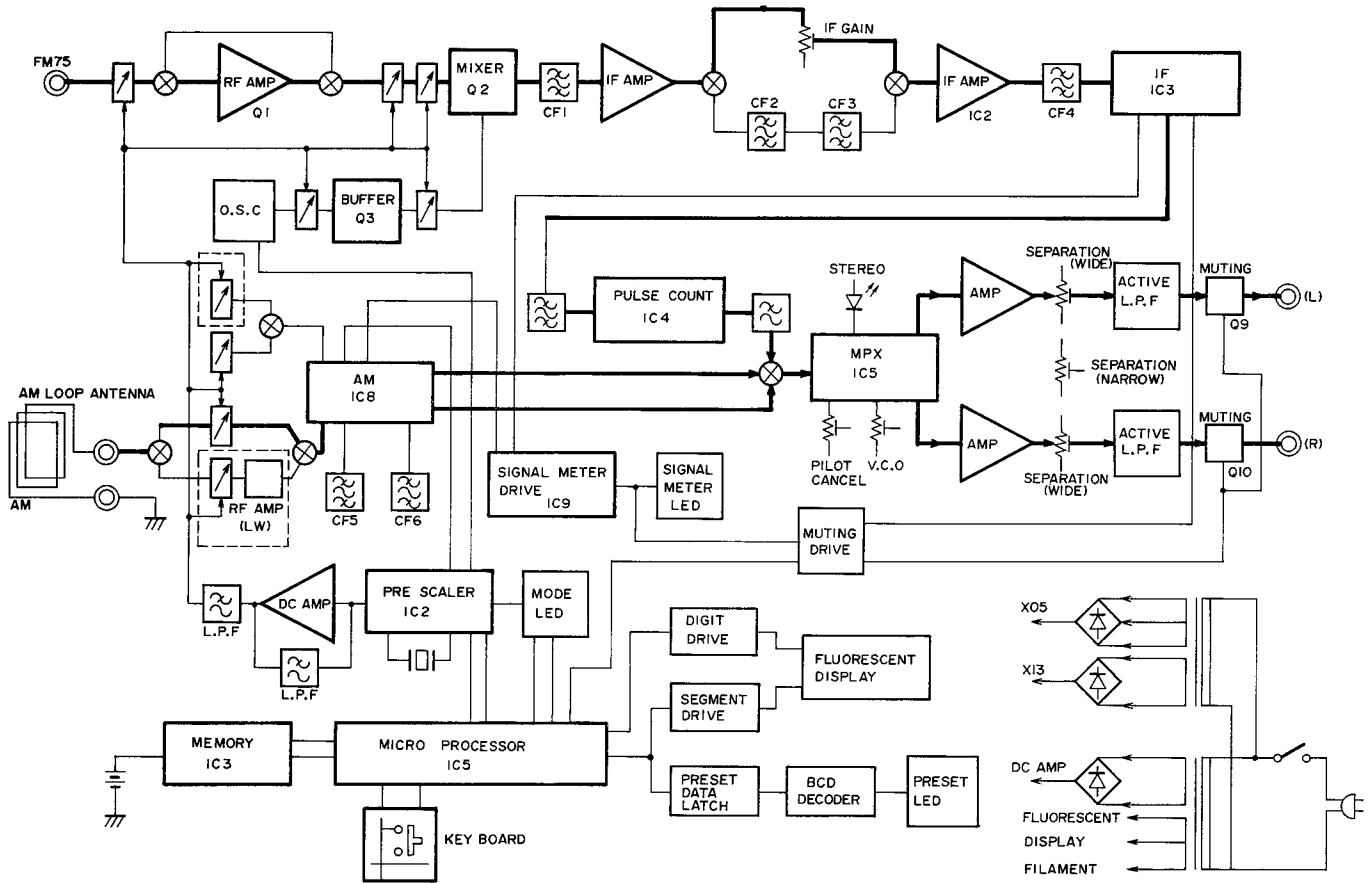 FM75
RF AMP
Q1
MIXER
Q2
CF1
IF AMP
IF GAIN
CF2
CF3
IF AMP
IC2
CF4
IF
IC3
O.S.C
BUFFER
Q3
PULSE COUNT
IC4
STEREO
MPX
IC5
PILOT
CANCEL
V.C.O
AMP
AMP
SEPARATION
(WIDE)
SEPARATION
(NARROW)
SEPARATION
(WIDE)
ACTIVE
L.P.F
ACTIVE
L.P.F
MUTING
Q9
(L)
MUTING
Q10
(R)
AM LOOP ANTENNA
AM
RF AMP
(LW)
AM
IC8
CF5
CF6
SIGNAL METER
DRIVE
IC9
SIGNAL
METER
LED
MUTING
DRIVE
L.P.F
DC AMP
L.P.F
PRE SCALER
IC2
MODE
LED
DIGIT
DRIVE
FLUORESCENT
DISPLAY
SEGMENT
DRIVE
MEMORY
IC3
MICRO PROCESSOR
IC5
PRESET
DATA
LATCH
BCD
DECODER
PRESET
LED
KEY BOARD
X05
X13
DC AMP
FLUORESCENT
DISPLAY
FILAMENT